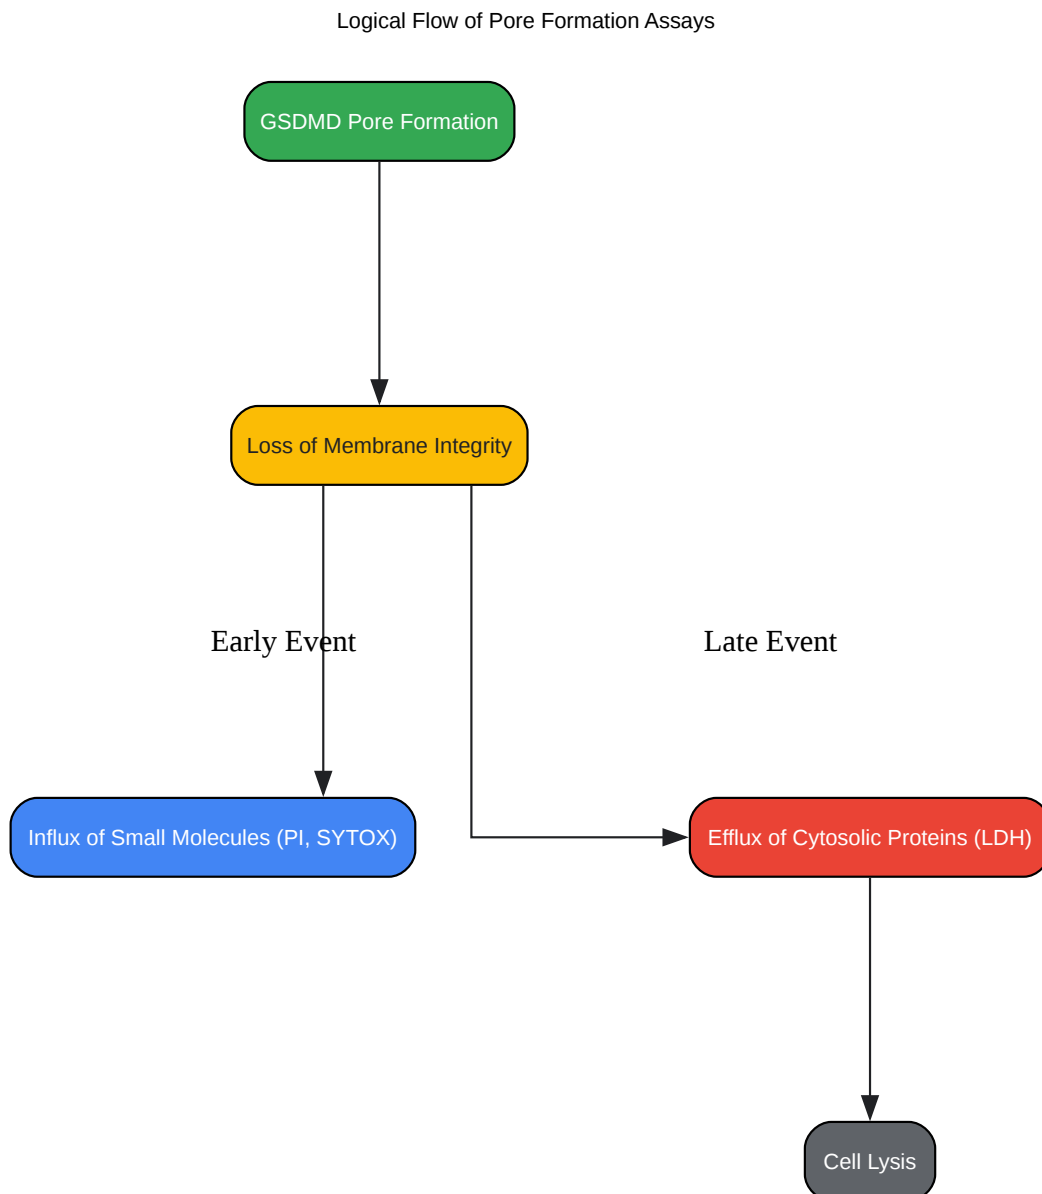 Logical Flow of Pore Formation Assays
GSDMD Pore Formation
Loss of Membrane Integrity
Early Event
Late Event
Influx of Small Molecules (PI, SYTOX)
Efflux of Cytosolic Proteins (LDH)
Cell Lysis